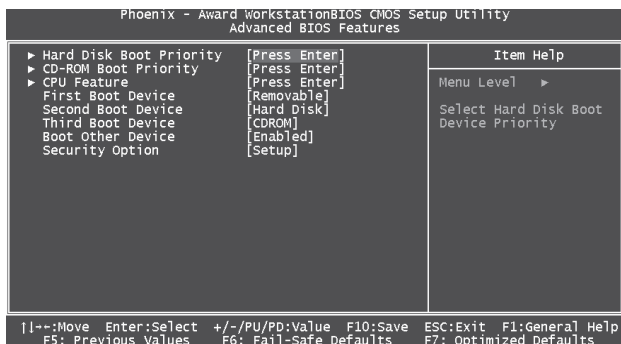 Phoenix - Award WorkstationBIOS CMOS Setup Utility
Advanced BIOS Features
► Hard Disk Boot Priority [Press Enter]
► CD-ROM Boot Priority [Press Enter]
► CPU Feature [Press Enter]
First Boot Device [Removable]
Second Boot Device [Hard Disk]
Third Boot Device [CDROM]
Boot Other Device [Enabled]
Security Option [Setup]
Item Help
Menu Level ►
Select Hard Disk Boot
Device Priority
↑↓→←:Move Enter:Select +/-/PU/PD:Value F10:Save ESC:Exit F1:General Help
F5: Previous Values F6: Fail-Safe Defaults F7: Optimized Defaults